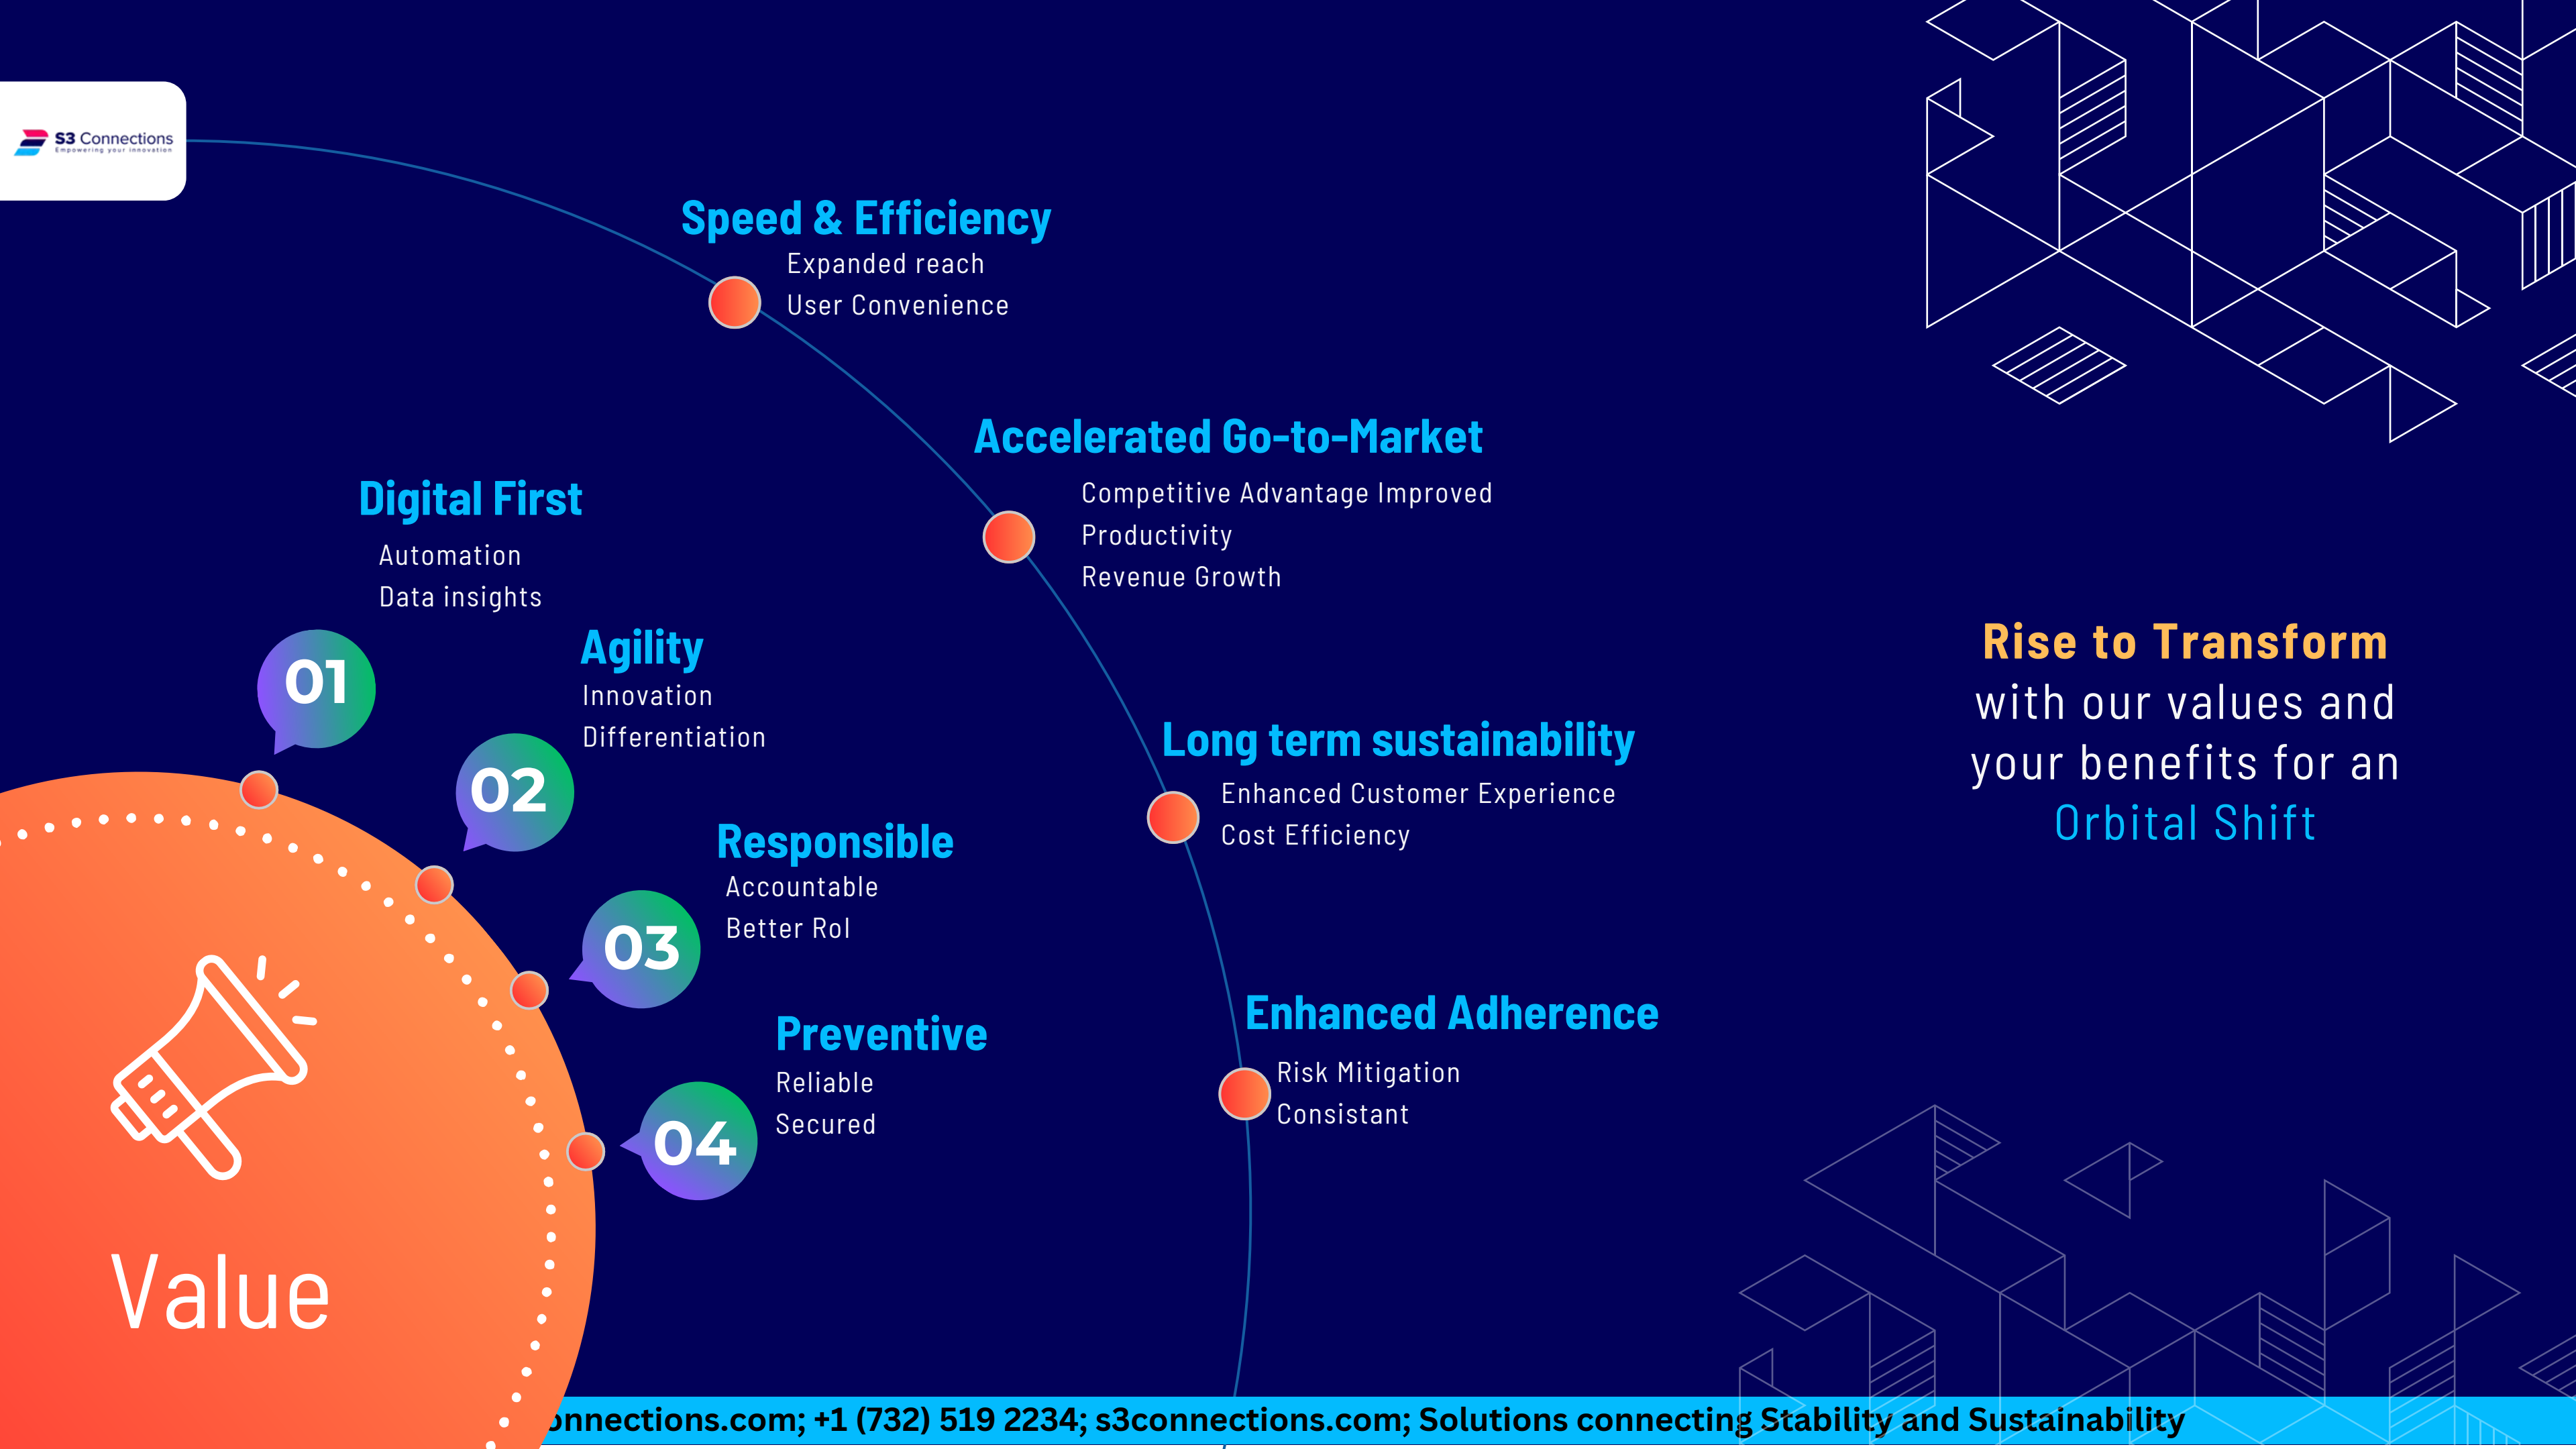 S3 Connections
Empowering your innovation
Speed & Efficiency
Expanded reach
User Convenience
Accelerated Go-to-Market
Competitive Advantage Improved
Productivity
Revenue Growth
Digital First
Automation
Data insights
01
Agility
Innovation
Differentiation
02
Rise to Transform
with our values and
your benefits for an
Orbital Shift
Long term sustainability
Enhanced Customer Experience
Cost Efficiency
Responsible
Accountable
Better RoI
03
Enhanced Adherence
Risk Mitigation
Consistant
Preventive
Reliable
Secured
04
Value
onnections.com; +1 (732) 519 2234; s3connections.com; Solutions connecting Stability and Sustainability